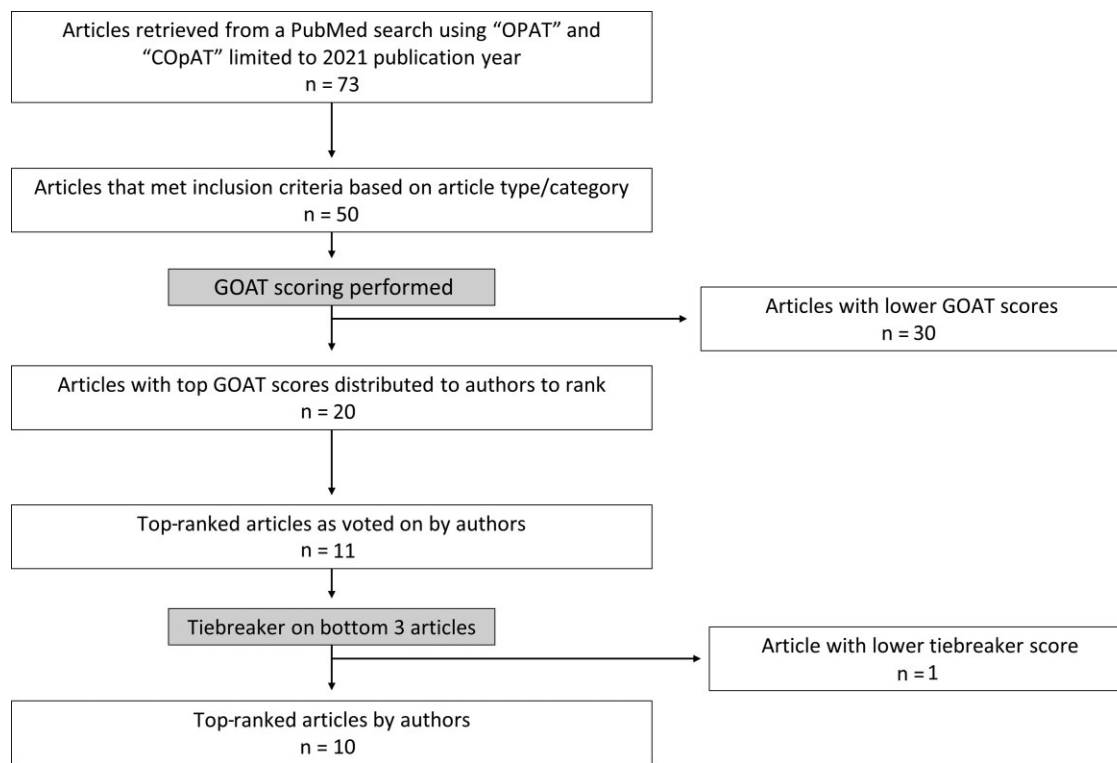 Articles retrieved from a PubMed search using “OPAT” and
“COpAT” limited to 2021 publication year
n = 73
Articles that met inclusion criteria based on article type/category
n = 50
GOAT scoring performed
Articles with lower GOAT scores
n = 30
Articles with top GOAT scores distributed to authors to rank
n = 20
Top-ranked articles as voted on by authors
n = 11
Tiebreaker on bottom 3 articles
Article with lower tiebreaker score
n = 1
Top-ranked articles by authors
n = 10